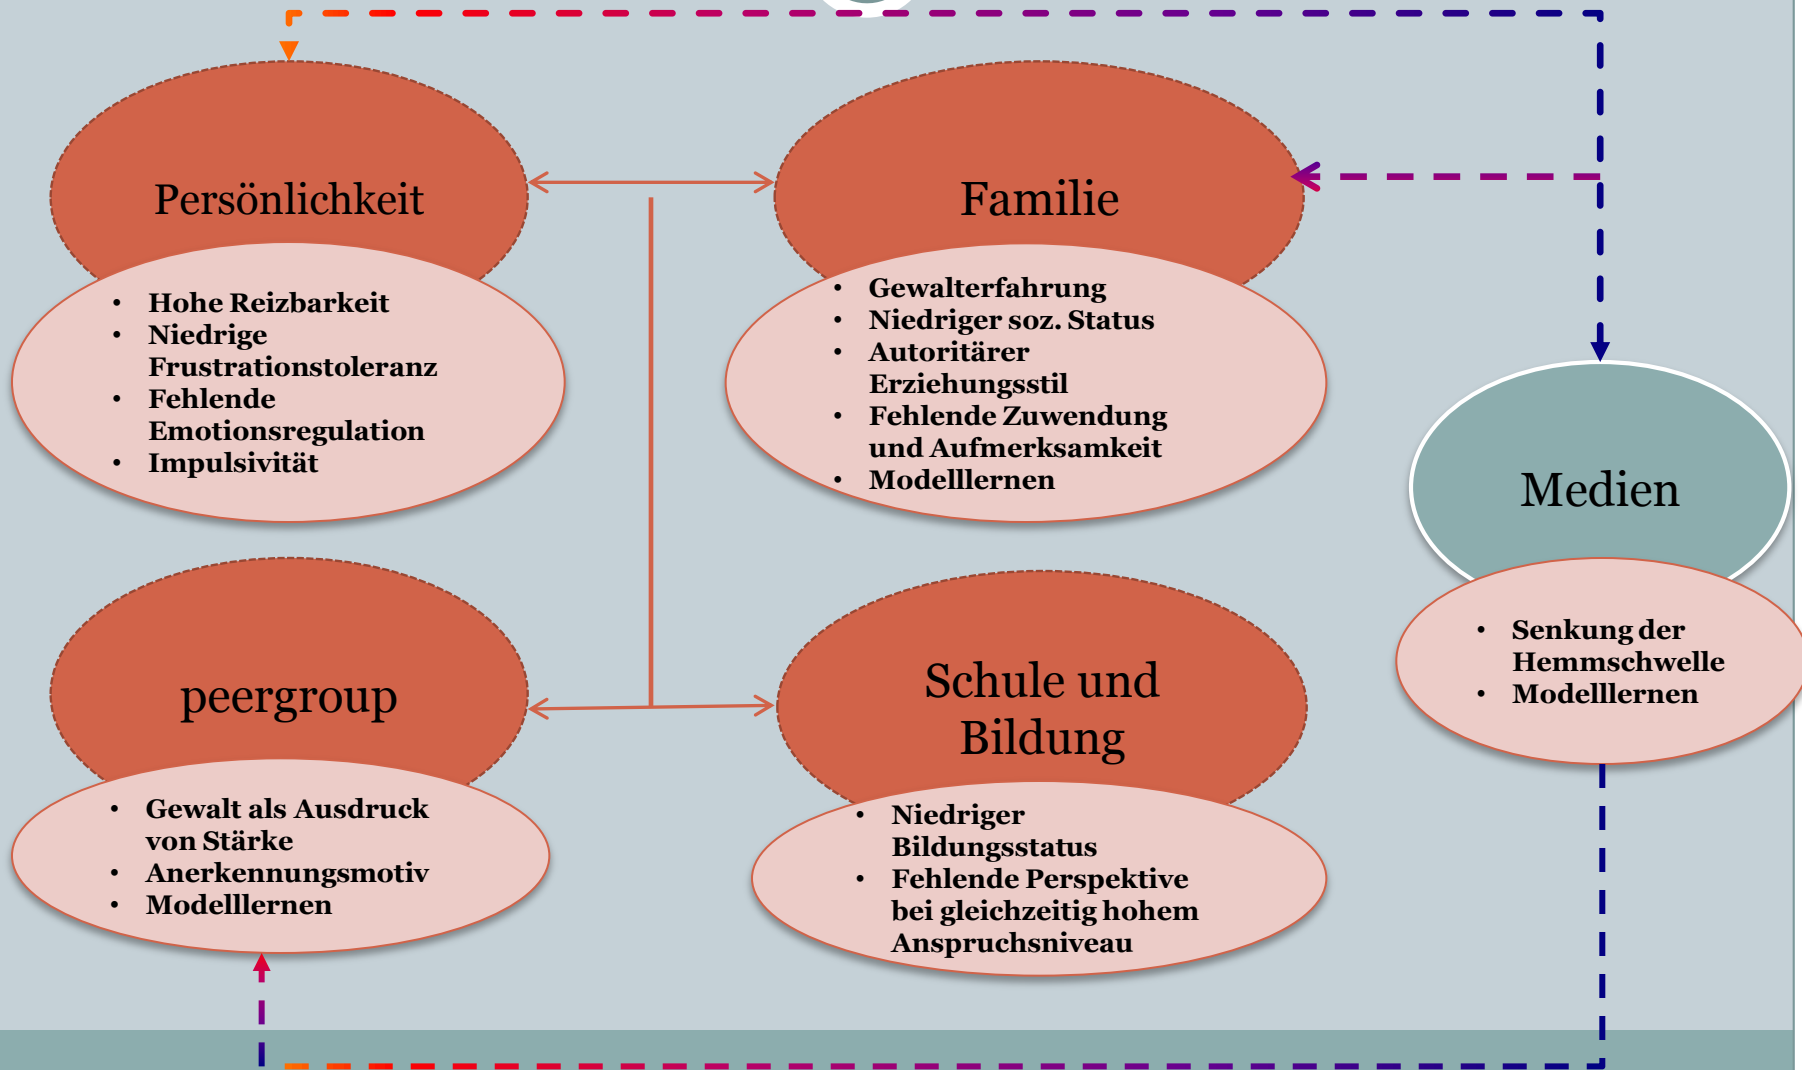 Persönlichkeit
• Hohe Reizbarkeit
• Niedrige
Frustrationstoleranz
• Fehlende
Emotionsregulation
• Impulsivität
Familie
• Gewalterfahrung
• Niedriger soz. Status
• Autoritärer
Erziehungsstil
• Fehlende Zuwendung
und Aufmerksamkeit
• Modelllernen
Medien
• Senkung der
Hemmschwelle
• Modelllernen
peergroup
• Gewalt als Ausdruck
von Stärke
• Anerkennungsmotiv
• Modelllernen
Schule und
Bildung
• Niedriger
Bildungsstatus
• Fehlende Perspektive
bei gleichzeitig hohem
Anspruchsniveau